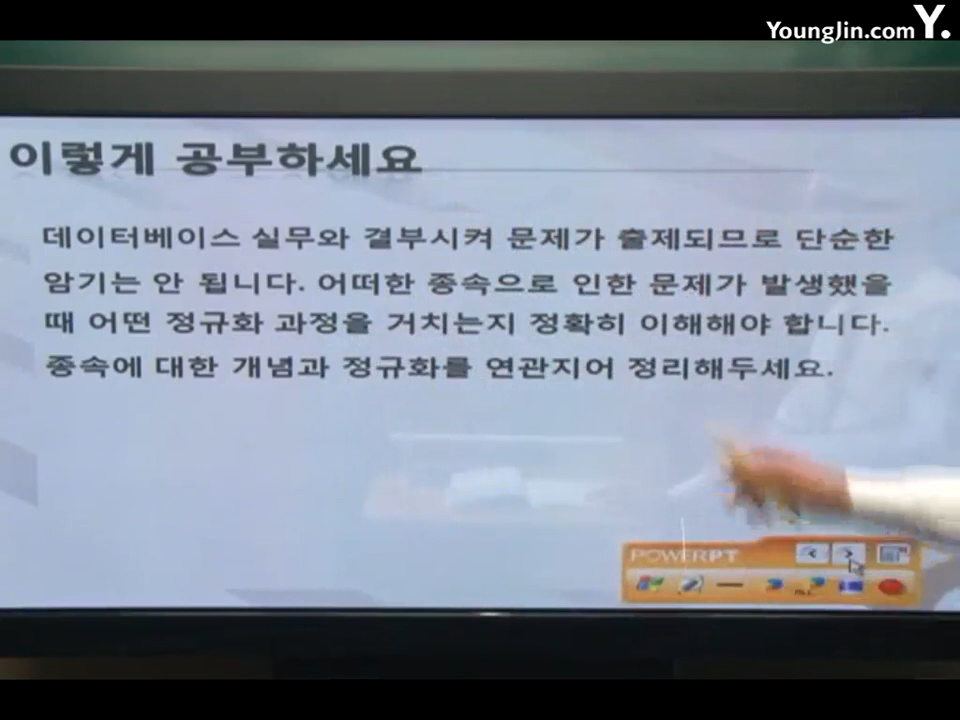 YoungJin.com Y.
이렇게 공부하세요
데이터베이스 실무와 결부시켜 문제가 출제되므로 단순한
암기는 안 됩니다. 어떠한 종속으로 인한 문제가 발생했을
때 어떤 정규화 과정을 거치는지 정확히 이해해야 합니다.
종속에 대한 개념과 정규화를 연관지어 정리해두세요.
POWERPT